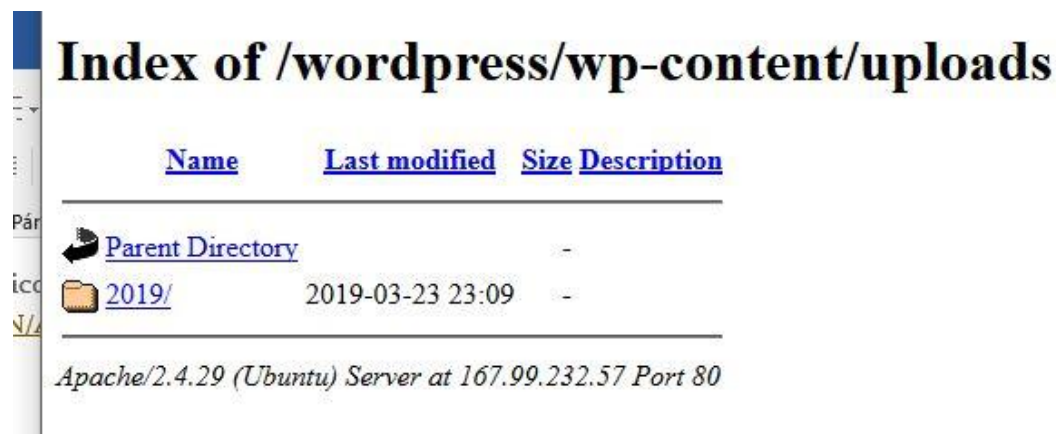 Index of /wordpress/wp-content/uploads
Name Last modified Size Description
Parent Directory -
2019/ 2019-03-23 23:09 -
Apache/2.4.29 (Ubuntu) Server at 167.99.232.57 Port 80